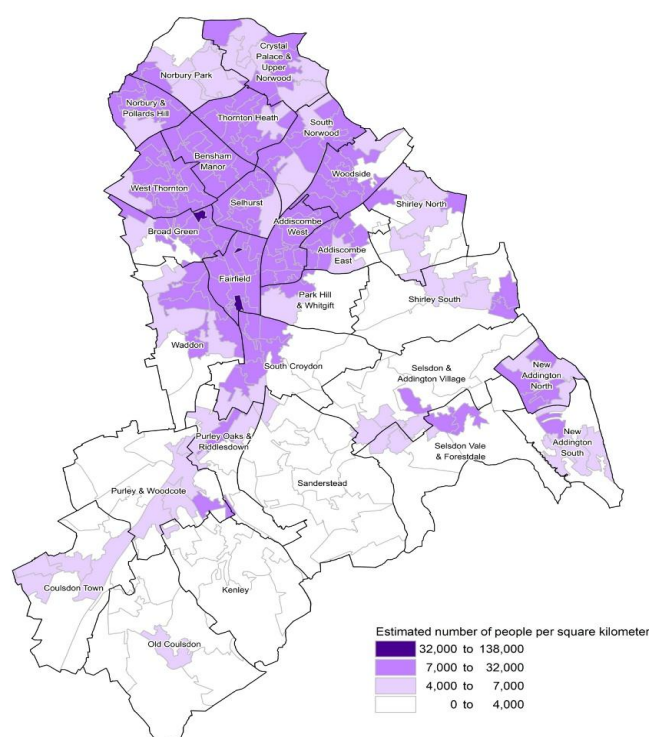 Crystal
Palace &
Upper
Norwood
Norbury Park
Norbury &
Pollards Hill
Thornton Heath
South
Norwood
Bensham
Manor
Woodside
West Thornton
Selhurst
Shirley North
Broad Green
Addiscombe
West
Addiscombe
East
Fairfield
Park Hill
& Whitgift
Shirley South
Waddon
South Croydon
Selsdon &
Addington Village
New
Addington
North
New
Addington
South
Purley Oaks &
Riddlesdown
Selsdon Vale
& Forestdale
Sanderstead
Purley & Woodcote
Coulsdon Town
Kenley
Old Coulsdon
Estimated number of people per square kilometer
32,000 to 138,000
7,000 to 32,000
4,000 to 7,000
0 to 4,000